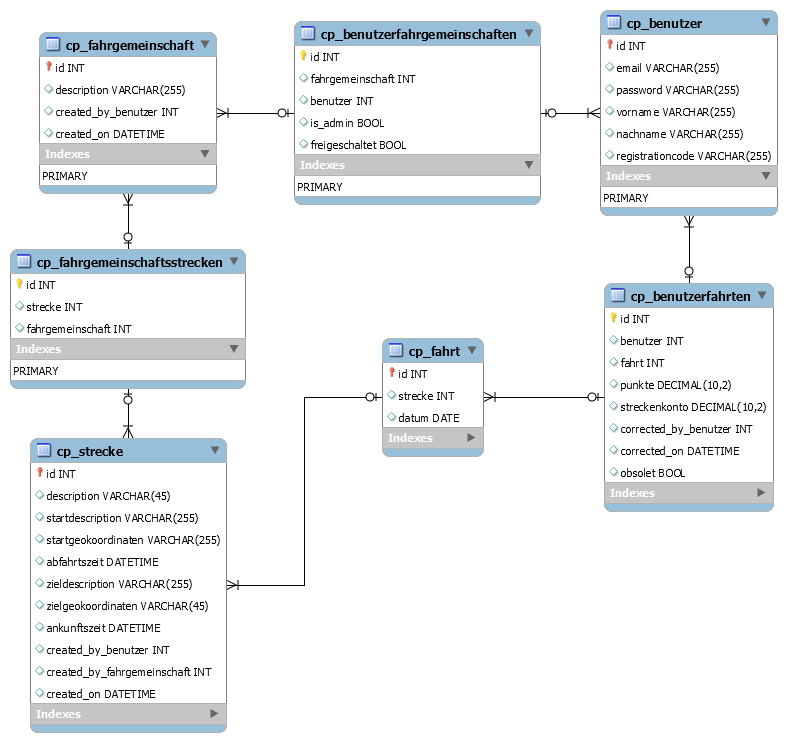 cp_fahrgemeinschaft
id INT
description VARCHAR(255)
created_by_benutzer INT
created_on DATETIME
Indexes
PRIMARY
cp_benutzerfahrgemeinschaften
id INT
fahrgemeinschaft INT
benutzer INT
is_admin BOOL
freigeschaltet BOOL
Indexes
PRIMARY
cp_benutzer
id INT
email VARCHAR(255)
password VARCHAR(255)
vorname VARCHAR(255)
nachname VARCHAR(255)
registrationcode VARCHAR(255)
Indexes
PRIMARY
cp_fahrgemeinschaftsstrecken
id INT
strecke INT
fahrgemeinschaft INT
Indexes
PRIMARY
cp_fahrt
id INT
strecke INT
datum DATE
Indexes
cp_benutzerfahrten
id INT
benutzer INT
fahrt INT
punkte DECIMAL(10,2)
streckenkonto DECIMAL(10,2)
corrected_by_benutzer INT
corrected_on DATETIME
obsolet BOOL
Indexes
cp_strecke
id INT
description VARCHAR(45)
startdescription VARCHAR(255)
startgeokoordinaten VARCHAR(255)
abfahrtszeit DATETIME
zieldescription VARCHAR(255)
zielgeokoordinaten VARCHAR(45)
ankunftszeit DATETIME
created_by_benutzer INT
created_by_fahrgemeinschaft INT
created_on DATETIME
Indexes